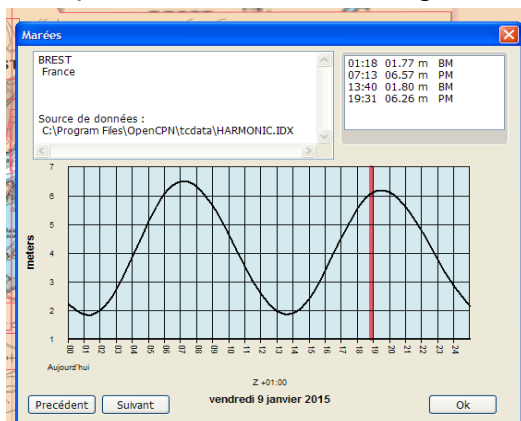 Marées
BREST
France
Source de données :
C:\Program Files\OpenCPN\tcdata\HARMONIC.IDX
01:18 01.77 m BM
07:13 06.57 m PM
13:40 01.80 m BM
19:31 06.26 m PM
7
6
5
4
3
2
1
meters
00 01 02 03 04 05 06 07 08 09 10 11 12 13 14 15 16 17 18 19 20 21 22 23 24
Aujourd'hui
Z +01:00
Precédent Suivant vendredi 9 janvier 2015 Ok